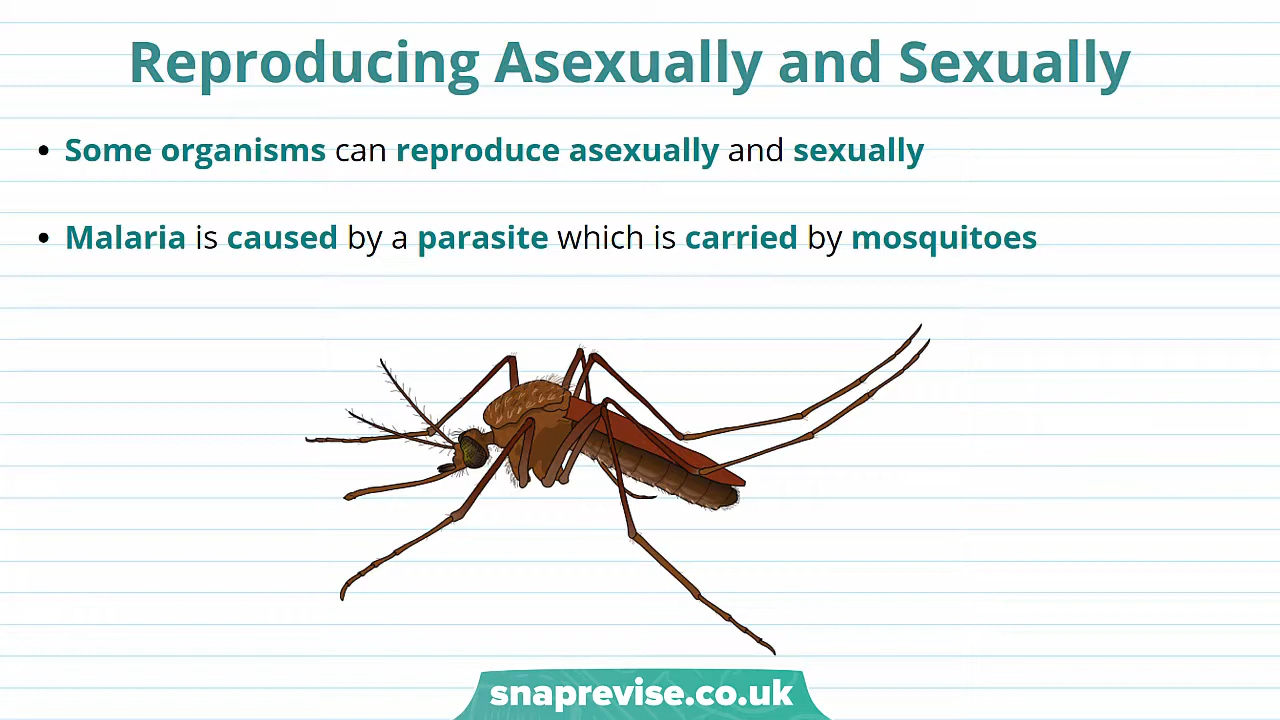 Reproducing Asexually and Sexually
• Some organisms can reproduce asexually and sexually
• Malaria is caused by a parasite which is carried by mosquitoes
snaprevise.co.uk